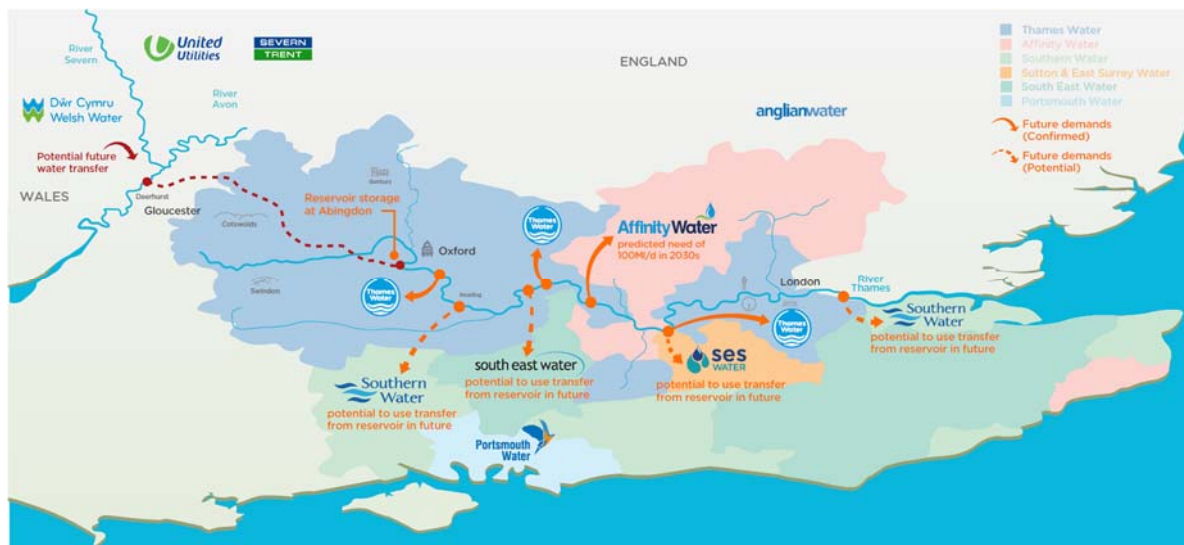 River
Severn
United
Utilities
SEVERN
TRENT
ENGLAND
Thames Water
Affinity Water
Southern Water
Sutton & East Surrey Water
South East Water
Portsmouth Water
Dŵr Cymru
Welsh Water
River
Avon
anglianwater
Future demands
(Confirmed)
Future demands
(Potential)
Potential future
water transfer
WALES
Deerhurst
Gloucester
Banbury
Reservoir storage
at Abingdon
Cotswolds
Oxford
Thames
Water
AffinityWater
predicted need of
100Ml/d in 2030s
Swindon
Thames
Water
Reading
London
River
Thames
Thames
Water
Southern
Water
potential to use transfer
from reservoir in future
Southern
Water
potential to use transfer
from reservoir in future
south east water
potential to use transfer
from reservoir in future
ses
WATER
potential to use transfer
from reservoir in future
Portsmouth
Water